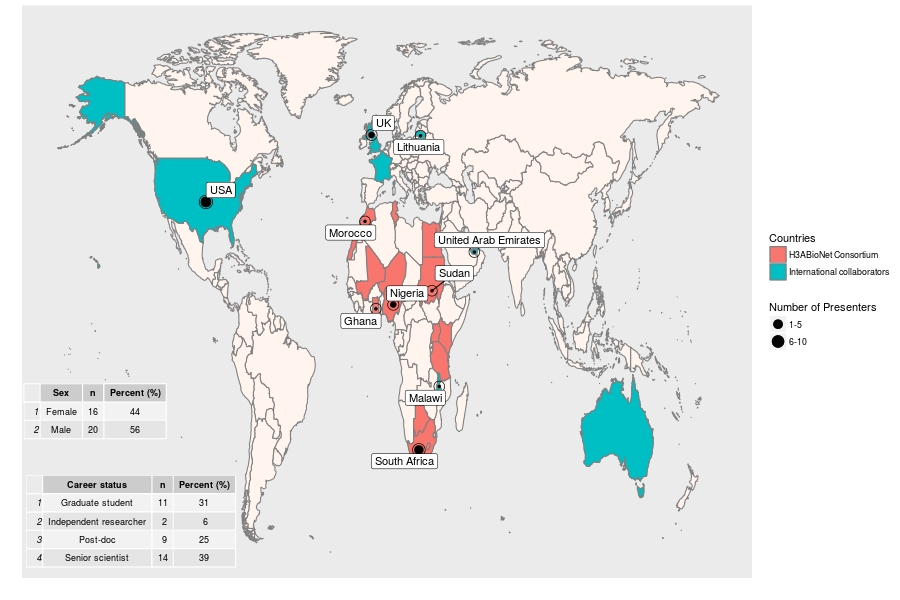 UK
Lithuania
USA
Morocco
United Arab Emirates
Sudan
Nigeria
Ghana
Malawi
South Africa
Countries
H3ABioNet Consortium
International collaborators
Number of Presenters
1-5
6-10
Sex n Percent (%)
1 Female 16 44
2 Male 20 56
Career status n Percent (%)
1 Graduate student 11 31
2 Independent researcher 2 6
3 Post-doc 9 25
4 Senior scientist 14 39